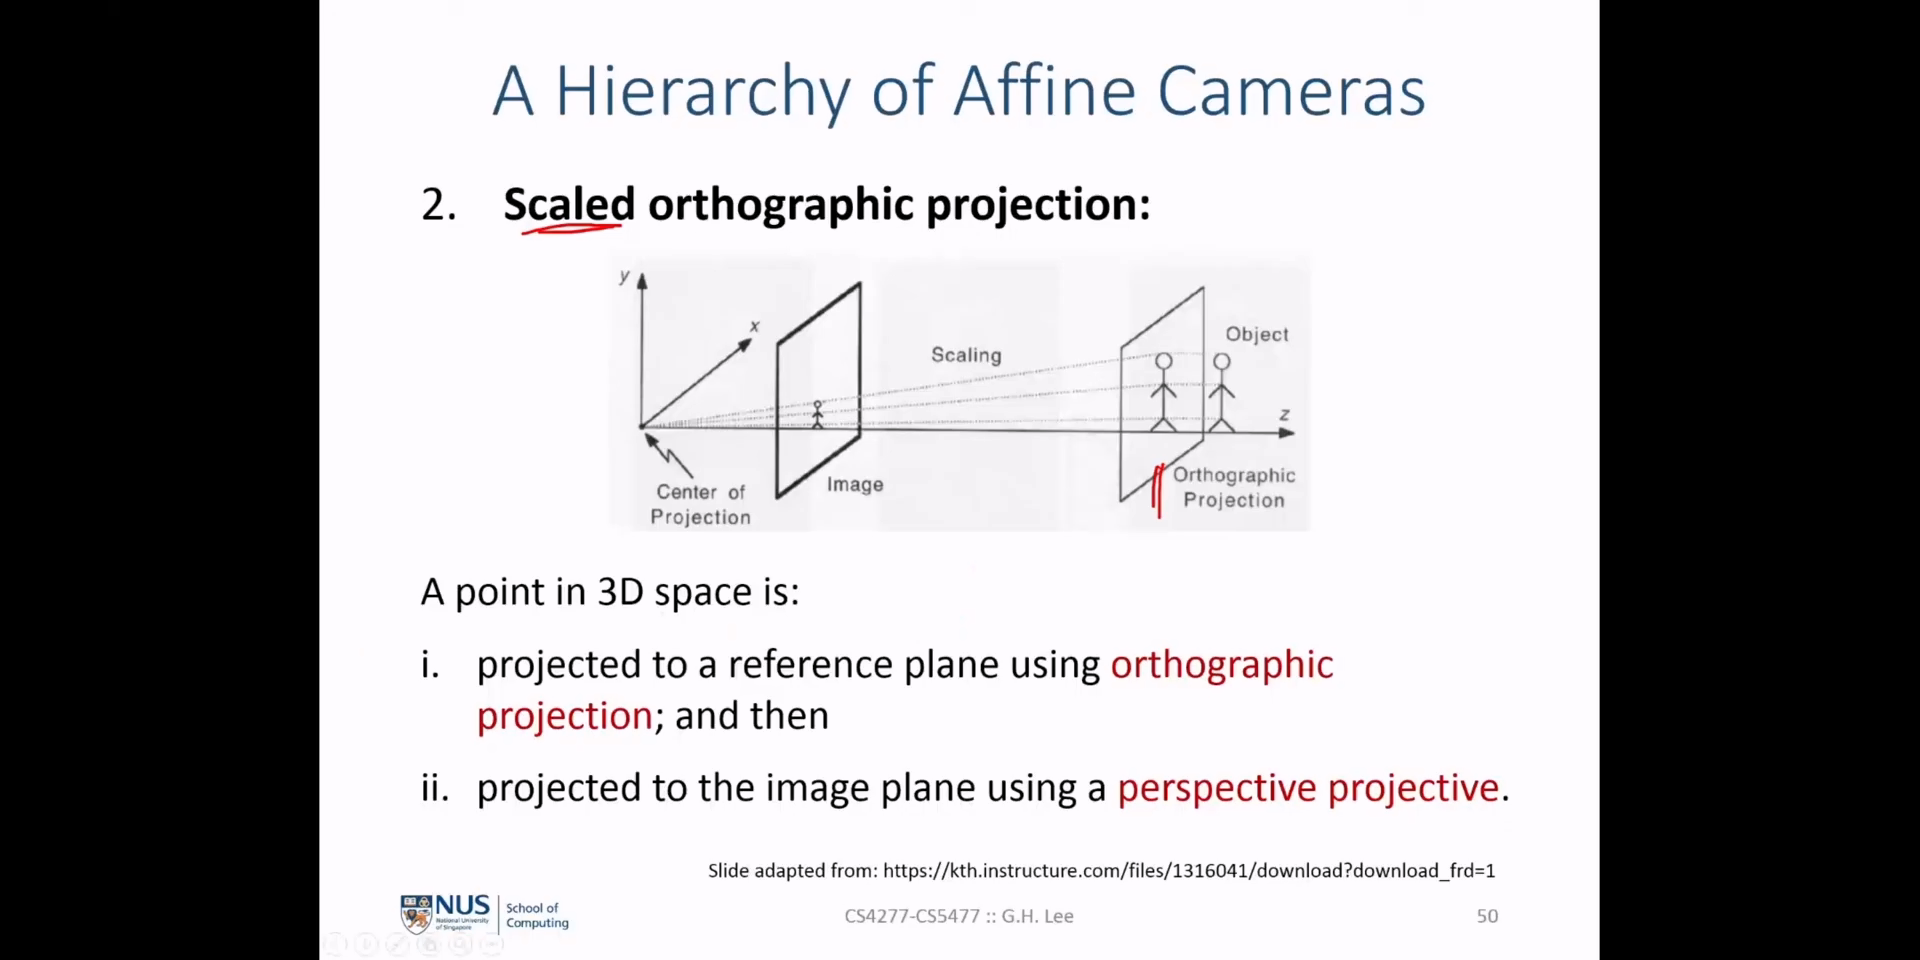 A Hierarchy of Affine Cameras
2. Scaled orthographic projection:
y
x
Scaling
Object
z
Image
Center of
Projection
Orthographic
Projection
A point in 3D space is:
i. projected to a reference plane using orthographic
projection; and then
ii. projected to the image plane using a perspective projective.
Slide adapted from: https://kth.instructure.com/files/1316041/download?download_frd=1
NUS
National University
of Singapore
School of
Computing
CS4277-CS5477 :: G.H. Lee
50